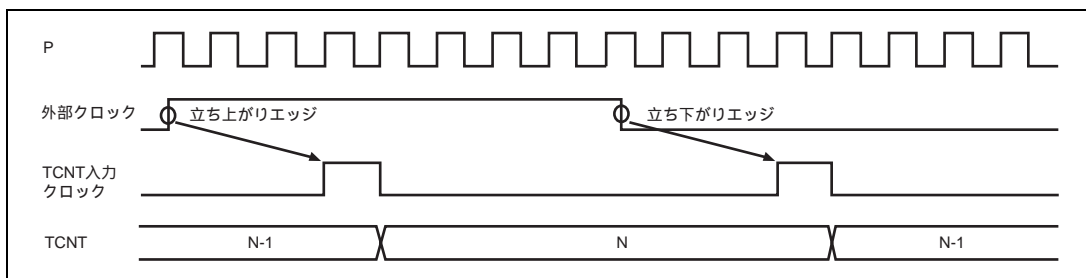 P
外部クロック
立ち上がりエッジ
立ち下がりエッジ
TCNT入力
クロック
TCNT
N-1
N
N-1